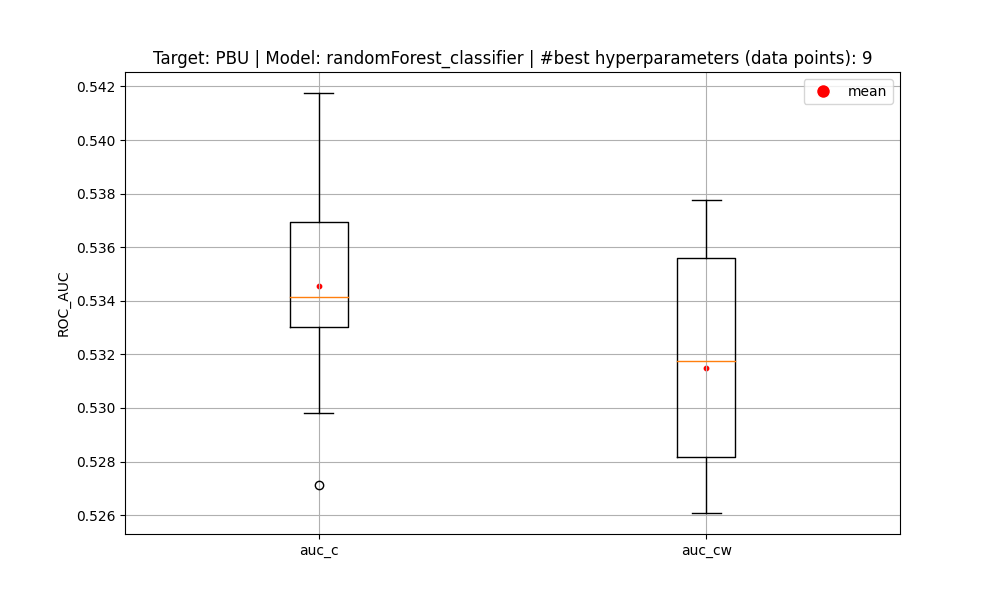 Target: PBU | Model: randomForest_classifier | #best hyperparameters (data points): 9
mean
0.542
0.540
0.538
0.536
0.534
0.532
0.530
0.528
0.526
ROC_AUC
auc_c
auc_cw